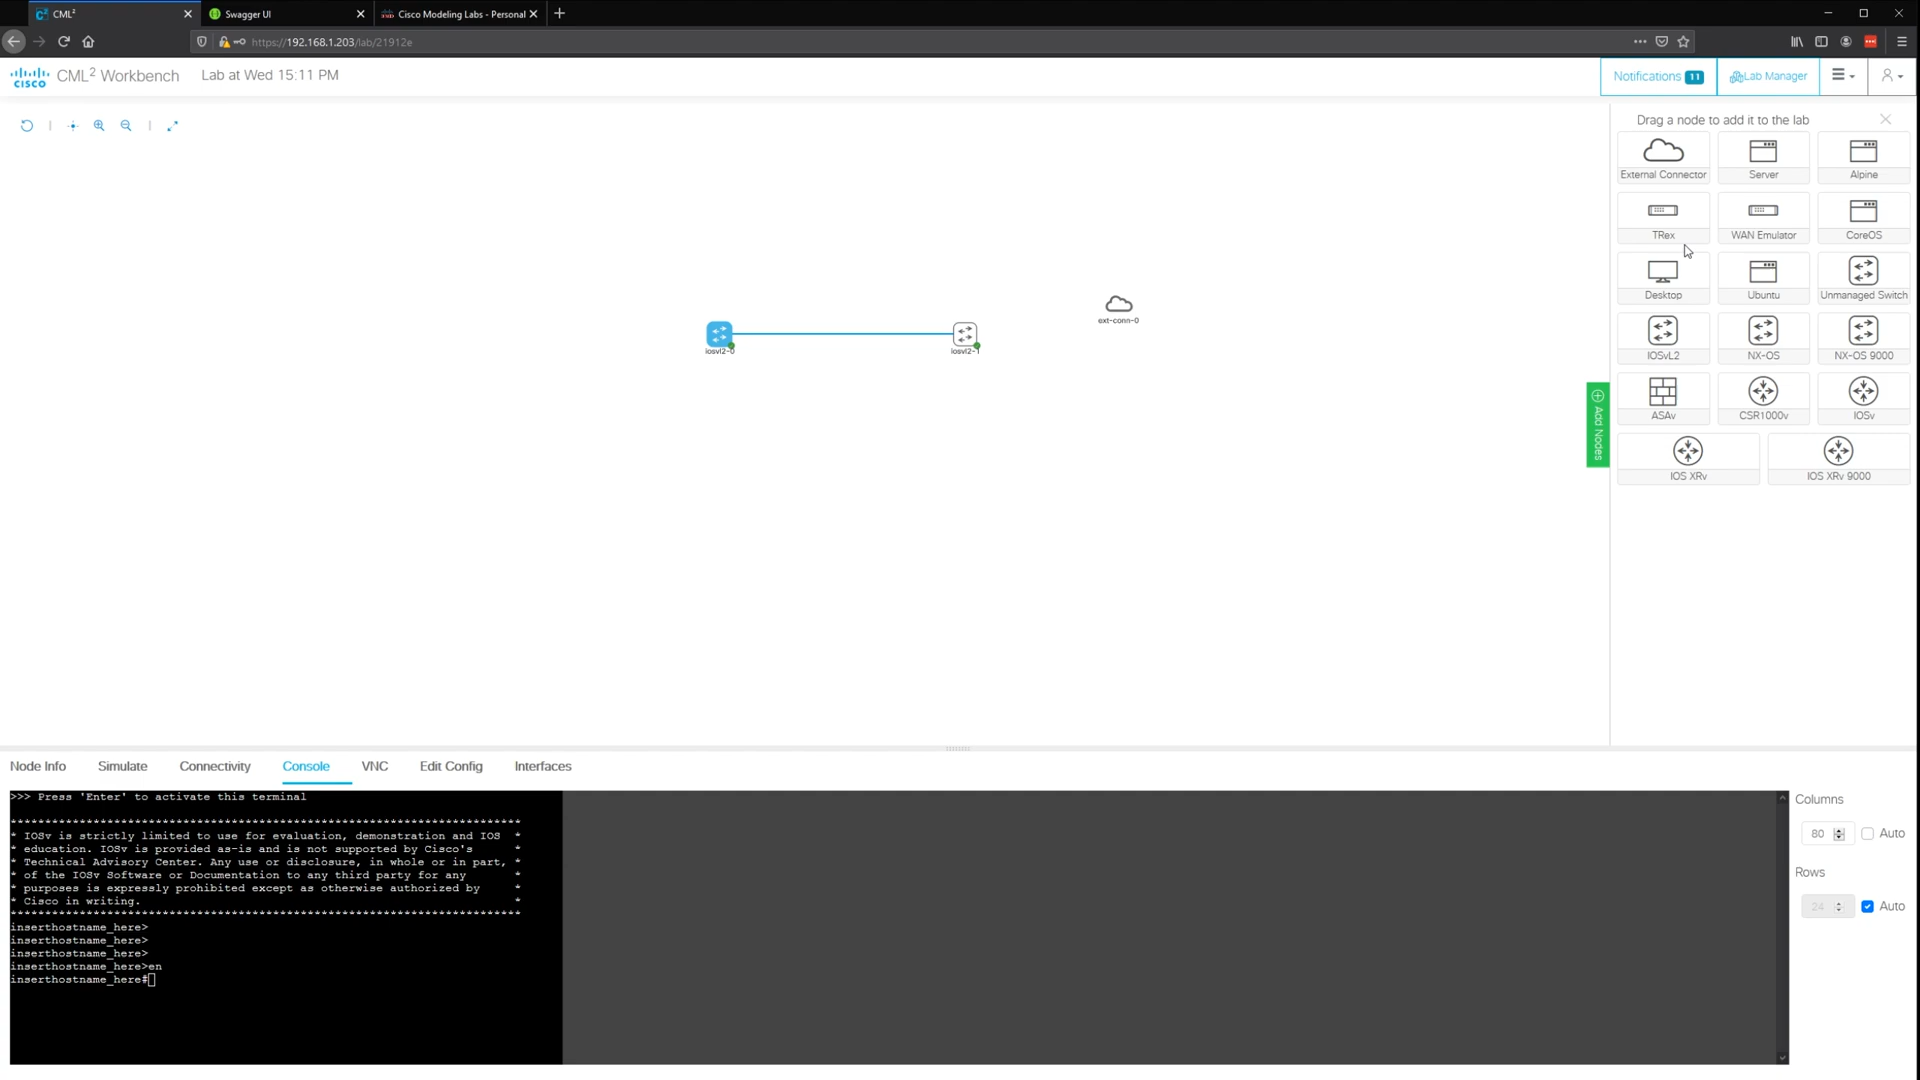 CML²
Swagger UI
Cisco Modeling Labs - Personal
https://192.168.1.203/lab/21912e
cisco
CML² Workbench
Lab at Wed 15:11 PM
Notifications 11
Lab Manager
Drag a node to add it to the lab
External Connector
Server
Alpine
TRex
WAN Emulator
CoreOS
Desktop
Ubuntu
Unmanaged Switch
IOSvL2
NX-OS
NX-OS 9000
ASAv
CSR1000v
IOSv
IOS XRv
IOS XRv 9000
Add Nodes
ext-conn-0
iosvl2-0
iosvl2-1
Node Info
Simulate
Connectivity
Console
VNC
Edit Config
Interfaces
>>> Press 'Enter' to activate this terminal
**************************************************************************
* IOSv is strictly limited to use for evaluation, demonstration and IOS  *
* education. IOSv is provided as-is and is not supported by Cisco's      *
* Technical Advisory Center. Any use or disclosure, in whole or in part, *
* of the IOSv Software or Documentation to any third party for any       *
* purposes is expressly prohibited except as otherwise authorized by     *
* Cisco in writing.                                                      *
**************************************************************************
inserthostname_here>
inserthostname_here>
inserthostname_here>
inserthostname_here>en
inserthostname_here#
Columns
80
Auto
Rows
24
Auto